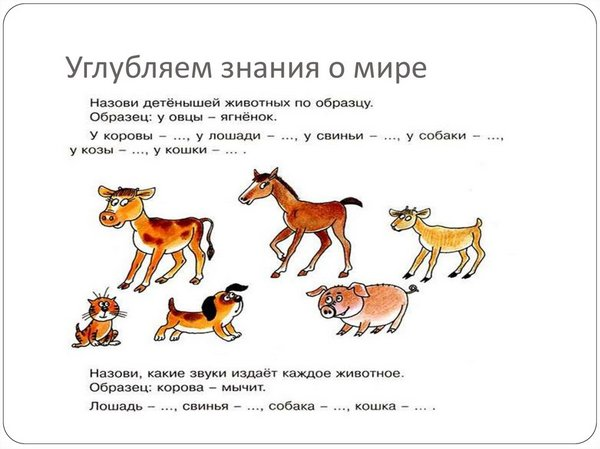 Углубляем знания о мире
Назови детёнышей животных по образцу.
Образец: у овцы – ягнёнок.
У коровы – ..., у лошади – ..., у свиньи – ..., у собаки – ...,
у козы – ..., у кошки – ... .
Назови, какие звуки издаёт каждое животное.
Образец: корова – мычит.
Лошадь – ..., свинья – ..., собака – ..., кошка – ... .